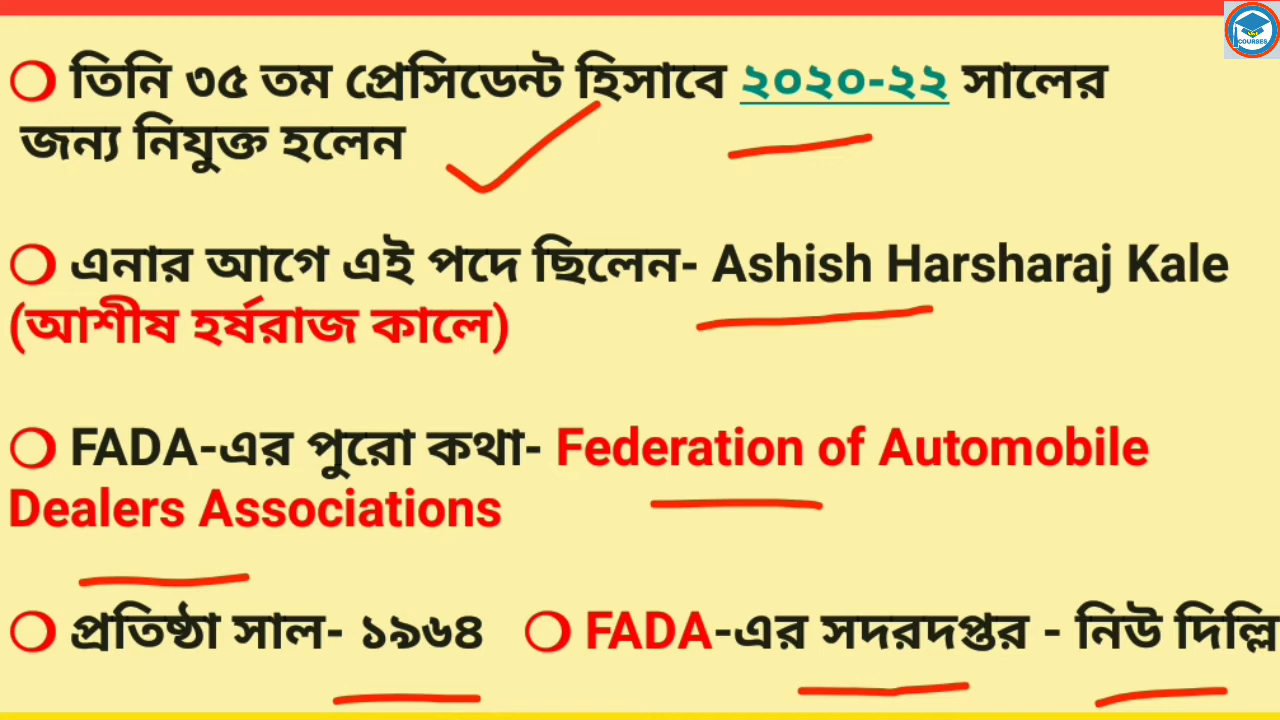 তিনি ৩৫ তম প্রেসিডেন্ট হিসাবে ২০২০-২২ সালের
জন্য নিযুক্ত হলেন
এনার আগে এই পদে ছিলেন- Ashish Harsharaj Kale
(আশীষ হর্ষরাজ কালে)
FADA-এর পুরো কথা- Federation of Automobile
Dealers Associations
প্রতিষ্ঠা সাল- ১৯৬৪ FADA-এর সদরদপ্তর - নিউ দিল্লি
COURSES